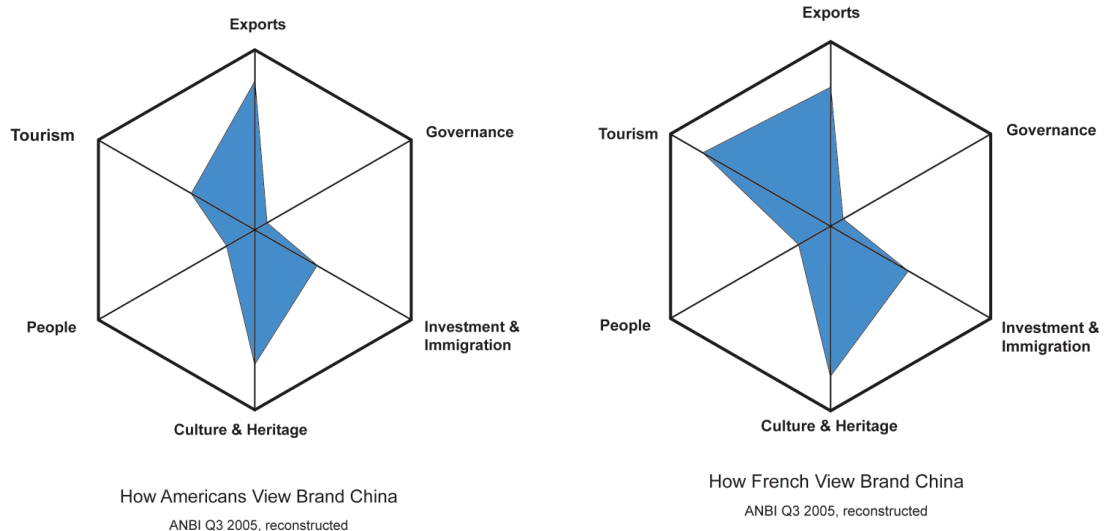 Exports
Tourism
Governance
People
Investment &
Immigration
Culture & Heritage
How Americans View Brand China
ANBI Q3 2005, reconstructed
Exports
Tourism
Governance
People
Investment &
Immigration
Culture & Heritage
How French View Brand China
ANBI Q3 2005, reconstructed